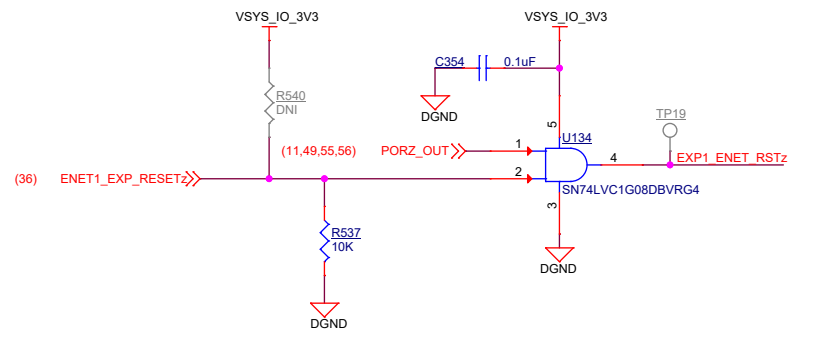 VSYS_IO_3V3
VSYS_IO_3V3
C354
0.1uF
R540
DNI
DGND
TP19
5
U134
(11,49,55,56)
PORZ_OUT
1
4
EXP1_ENET_RSTz
(36)
ENET1_EXP_RESETz
2
SN74LVC1G08DBVRG4
3
R537
10K
DGND
DGND